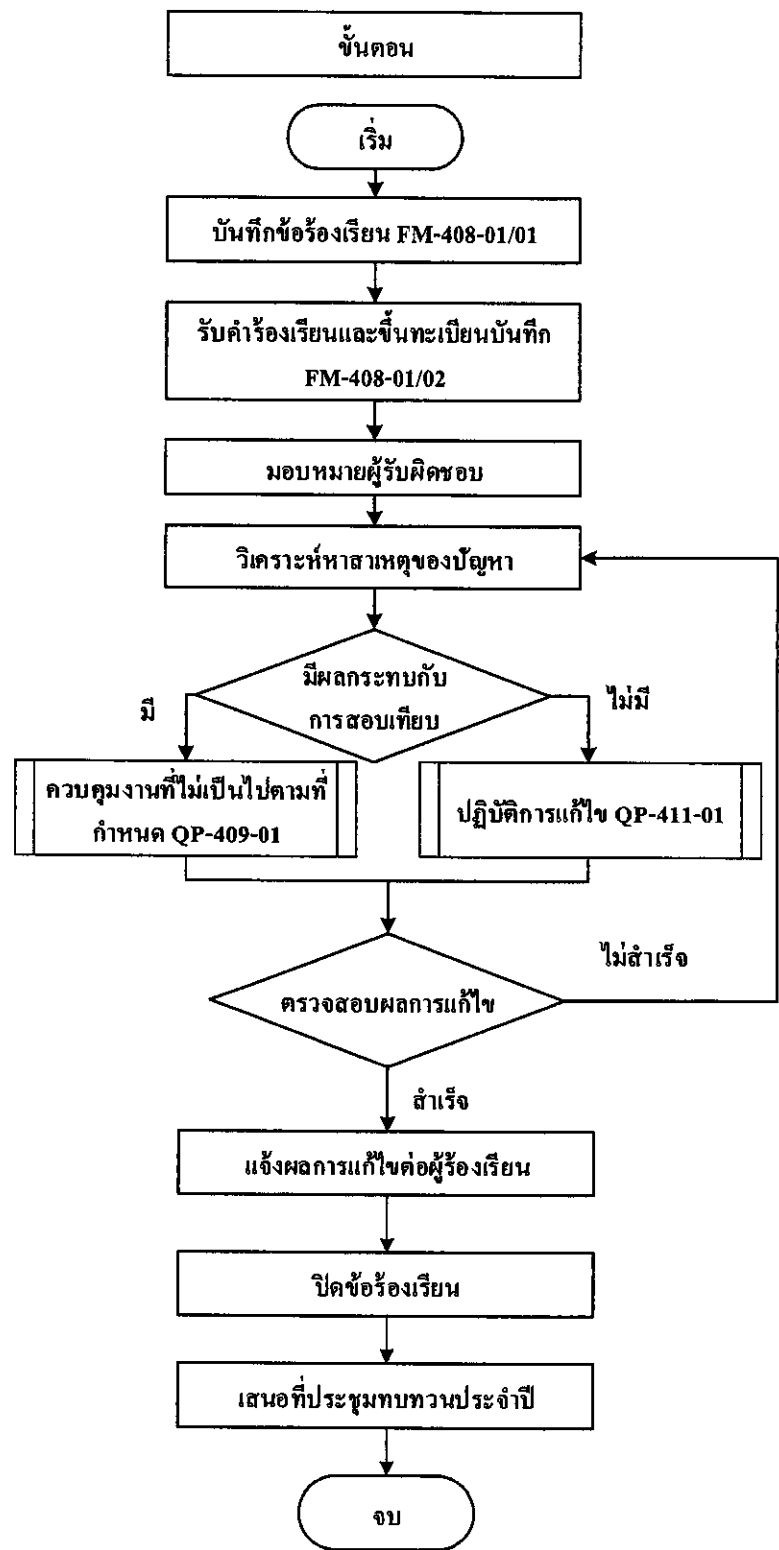 ขั้นตอน
เริ่ม
บันทึกข้อร้องเรียน FM-408-01/01
รับคำร้องเรียนและขึ้นทะเบียนบันทึก
FM-408-01/02
มอบหมายผู้รับผิดชอบ
วิเคราะห์หาสาเหตุของปัญหา
มีผลกระทบกับ
การสอบเทียบ
มี
ไม่มี
ควบคุมงานที่ไม่เป็นไปตามที่
กำหนด QP-409-01
ปฏิบัติการแก้ไข QP-411-01
ไม่สำเร็จ
ตรวจสอบผลการแก้ไข
สำเร็จ
แจ้งผลการแก้ไขต่อผู้ร้องเรียน
ปิดข้อร้องเรียน
เสนอที่ประชุมทบทวนประจำปี
จบ